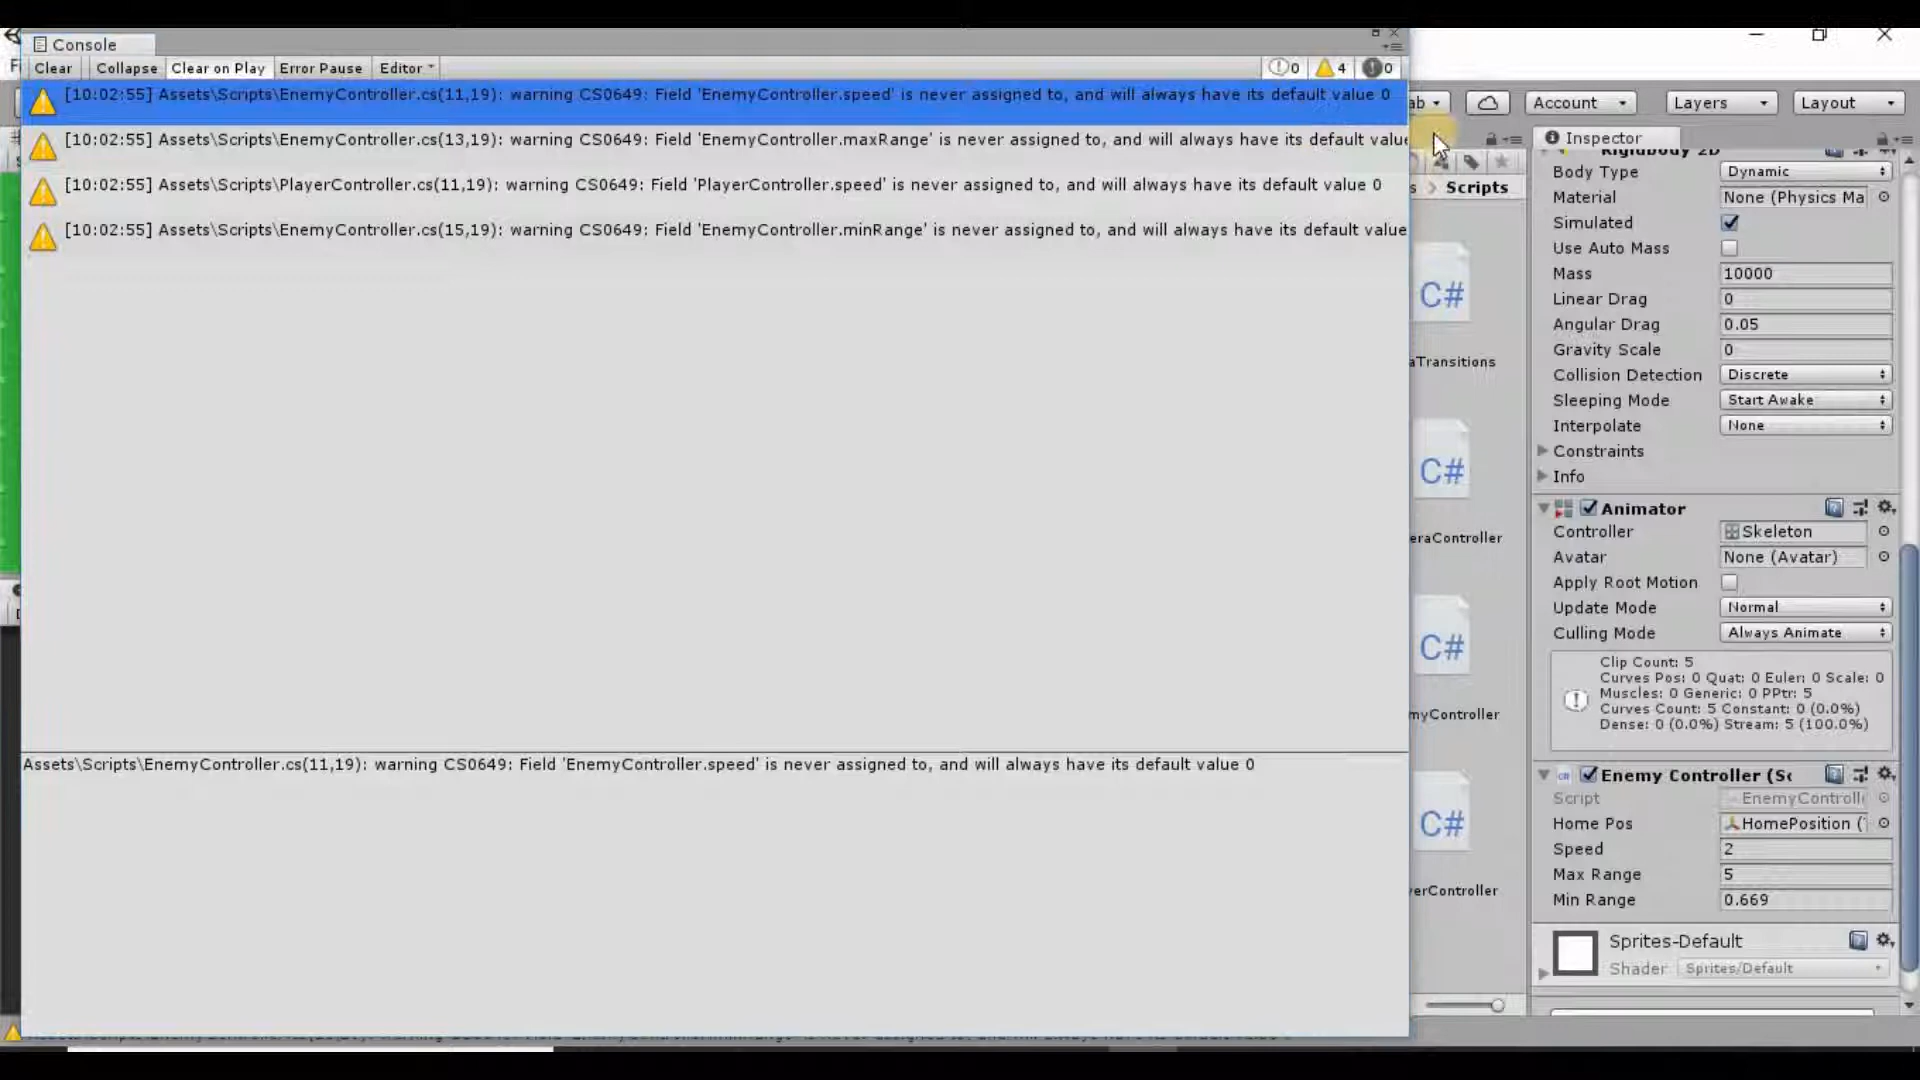 Console
Clear Collapse Clear on Play Error Pause Editor 0 4 0
[10:02:55] Assets\Scripts\EnemyController.cs(11,19): warning CS0649: Field 'EnemyController.speed' is never assigned to, and will always have its default value 0
[10:02:55] Assets\Scripts\EnemyController.cs(13,19): warning CS0649: Field 'EnemyController.maxRange' is never assigned to, and will always have its default value
[10:02:55] Assets\Scripts\PlayerController.cs(11,19): warning CS0649: Field 'PlayerController.speed' is never assigned to, and will always have its default value 0
[10:02:55] Assets\Scripts\EnemyController.cs(15,19): warning CS0649: Field 'EnemyController.minRange' is never assigned to, and will always have its default value
Assets\Scripts\EnemyController.cs(11,19): warning CS0649: Field 'EnemyController.speed' is never assigned to, and will always have its default value 0
ab Account Layers Layout
s > Scripts
C#
aTransitions
C#
eraController
C#
myController
C#
yerController
Inspector
Rigidbody 2D
Body Type Dynamic
Material None (Physics Ma
Simulated
Use Auto Mass
Mass 10000
Linear Drag 0
Angular Drag 0.05
Gravity Scale 0
Collision Detection Discrete
Sleeping Mode Start Awake
Interpolate None
Constraints
Info
Animator
Controller Skeleton
Avatar None (Avatar)
Apply Root Motion
Update Mode Normal
Culling Mode Always Animate
Clip Count: 5
Curves Pos: 0 Quat: 0 Euler: 0 Scale: 0
Muscles: 0 Generic: 0 PPtr: 5
Curves Count: 5 Constant: 0 (0.0%)
Dense: 0 (0.0%) Stream: 5 (100.0%)
Enemy Controller (Sc
Script EnemyControll
Home Pos HomePosition (
Speed 2
Max Range 5
Min Range 0.669
Sprites-Default
Shader Sprites/Default